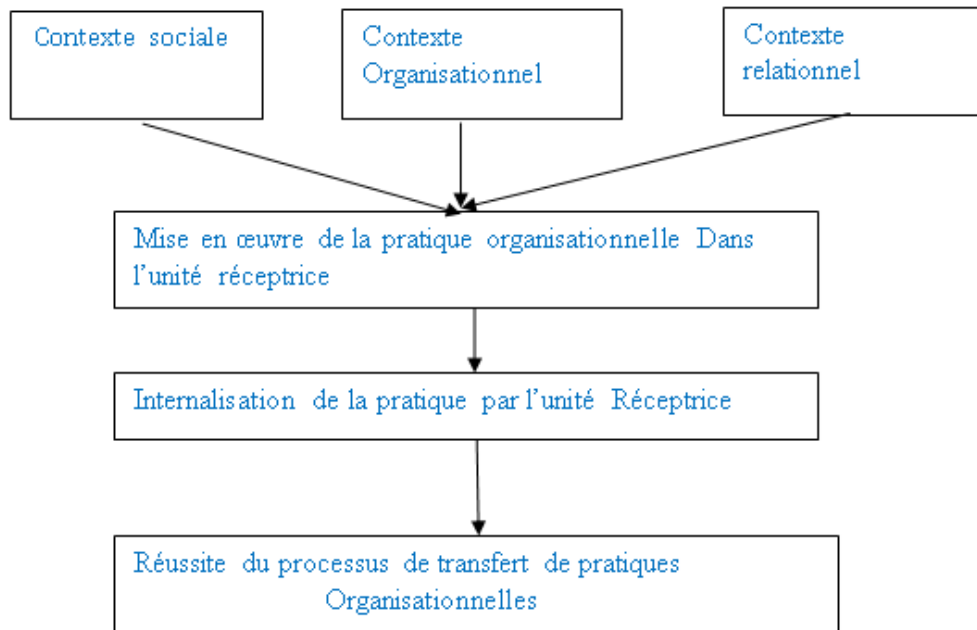 Contexte sociale
Contexte
Organisationnel
Contexte
relationnel
Mise en œuvre de la pratique organisationnelle Dans
l'unité réceptrice
Internalisation de la pratique par l'unité Réceptrice
Réussite du processus de transfert de pratiques
Organisationnelles